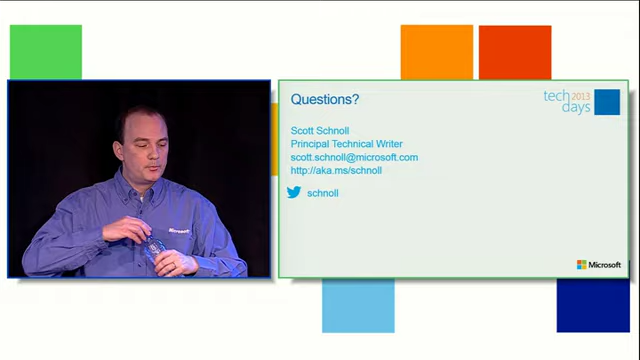 Questions?
Scott Schnoll
Principal Technical Writer
scott.schnoll@microsoft.com
http://aka.ms/schnoll
schnoll
tech 2013
days
Microsoft
Microsoft